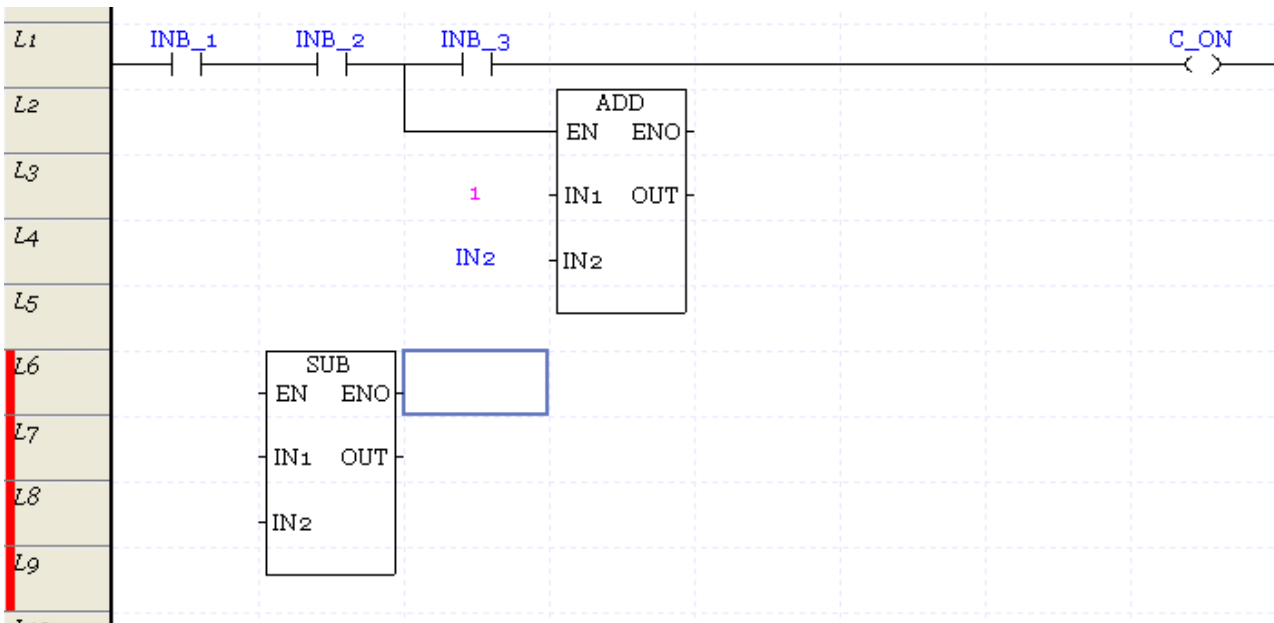 L1 INB_1 INB_2 INB_3 C_ON
L2 ADD
EN ENO
L3 1 IN1 OUT
L4 IN2 IN2
L5
L6 SUB
EN ENO
L7 IN1 OUT
L8 IN2
L9